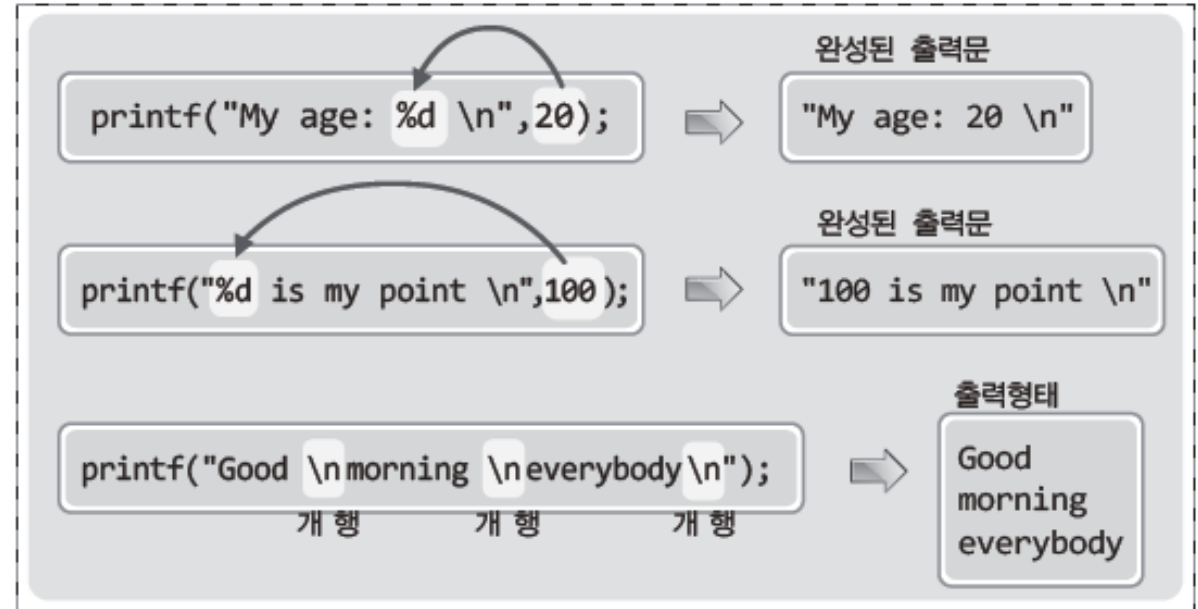 완성된 출력문
printf("My age: %d \n",20);
"My age: 20 \n"
완성된 출력문
printf("%d is my point \n",100);
"100 is my point \n"
출력형태
printf("Good \nmorning \neverybody\n");
개 행 개 행 개 행
Good
morning
everybody